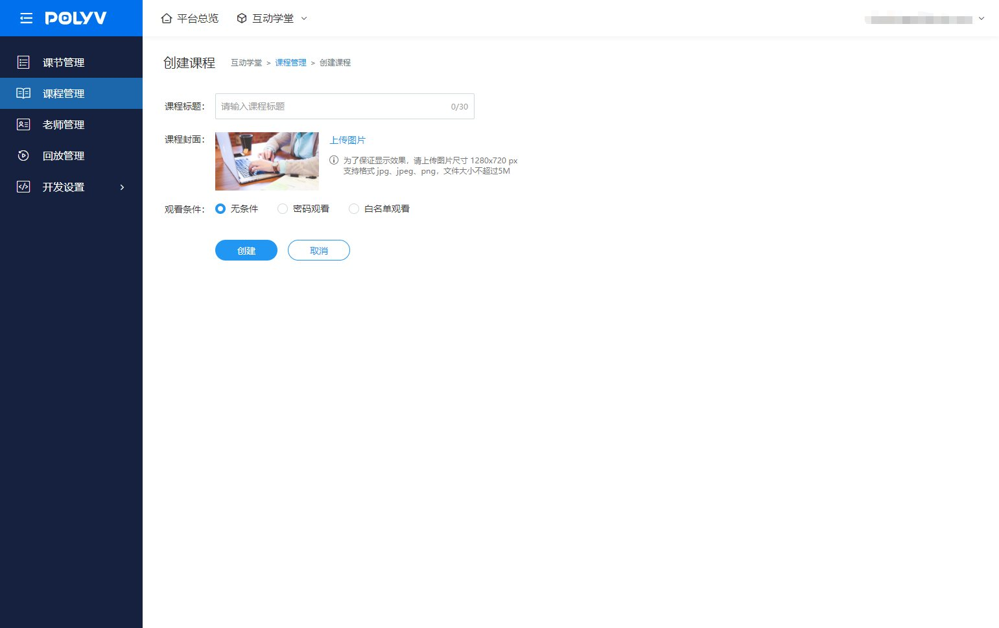 POLYV
平台总览
互动学堂
课节管理
课程管理
老师管理
回放管理
开发设置
创建课程
互动学堂 > 课程管理 > 创建课程
课程标题：
请输入课程标题
0/30
课程封面：
上传图片
为了保证显示效果，请上传图片尺寸 1280x720 px
支持格式 jpg、jpeg、png，文件大小不超过5M
观看条件：
无条件
密码观看
白名单观看
创建
取消